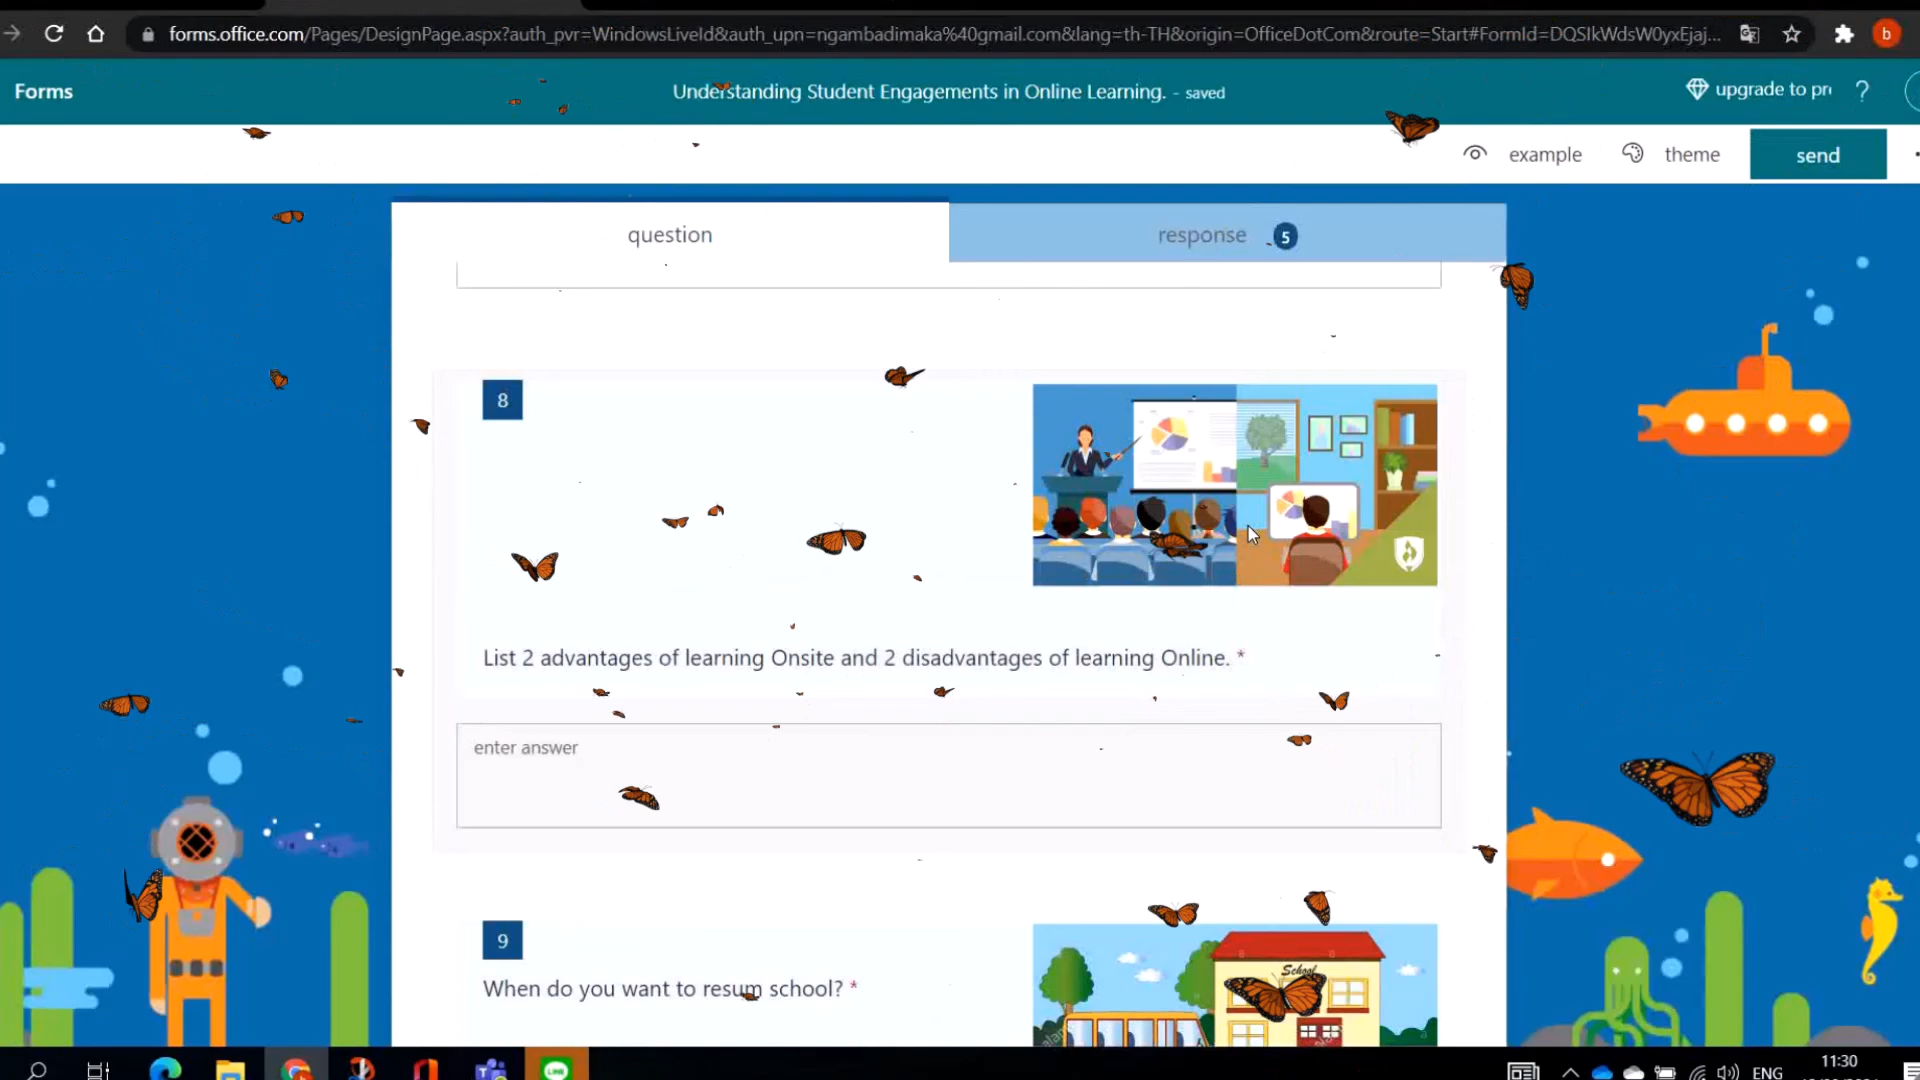 forms.office.com/Pages/DesignPage.aspx?auth_pvr=WindowsLiveId&auth_upn=ngambadimaka%40gmail.com&lang=th-TH&origin=OfficeDotCom&route=Start#FormId=DQSIkWdsW0yxEjaj...
b
Forms
Understanding Student Engagements in Online Learning. - saved
upgrade to pr
?
example
theme
send
question
response
5
8
List 2 advantages of learning Onsite and 2 disadvantages of learning Online. *
enter answer
9
When do you want to resum school? *
School
LINE
ENG
11:30